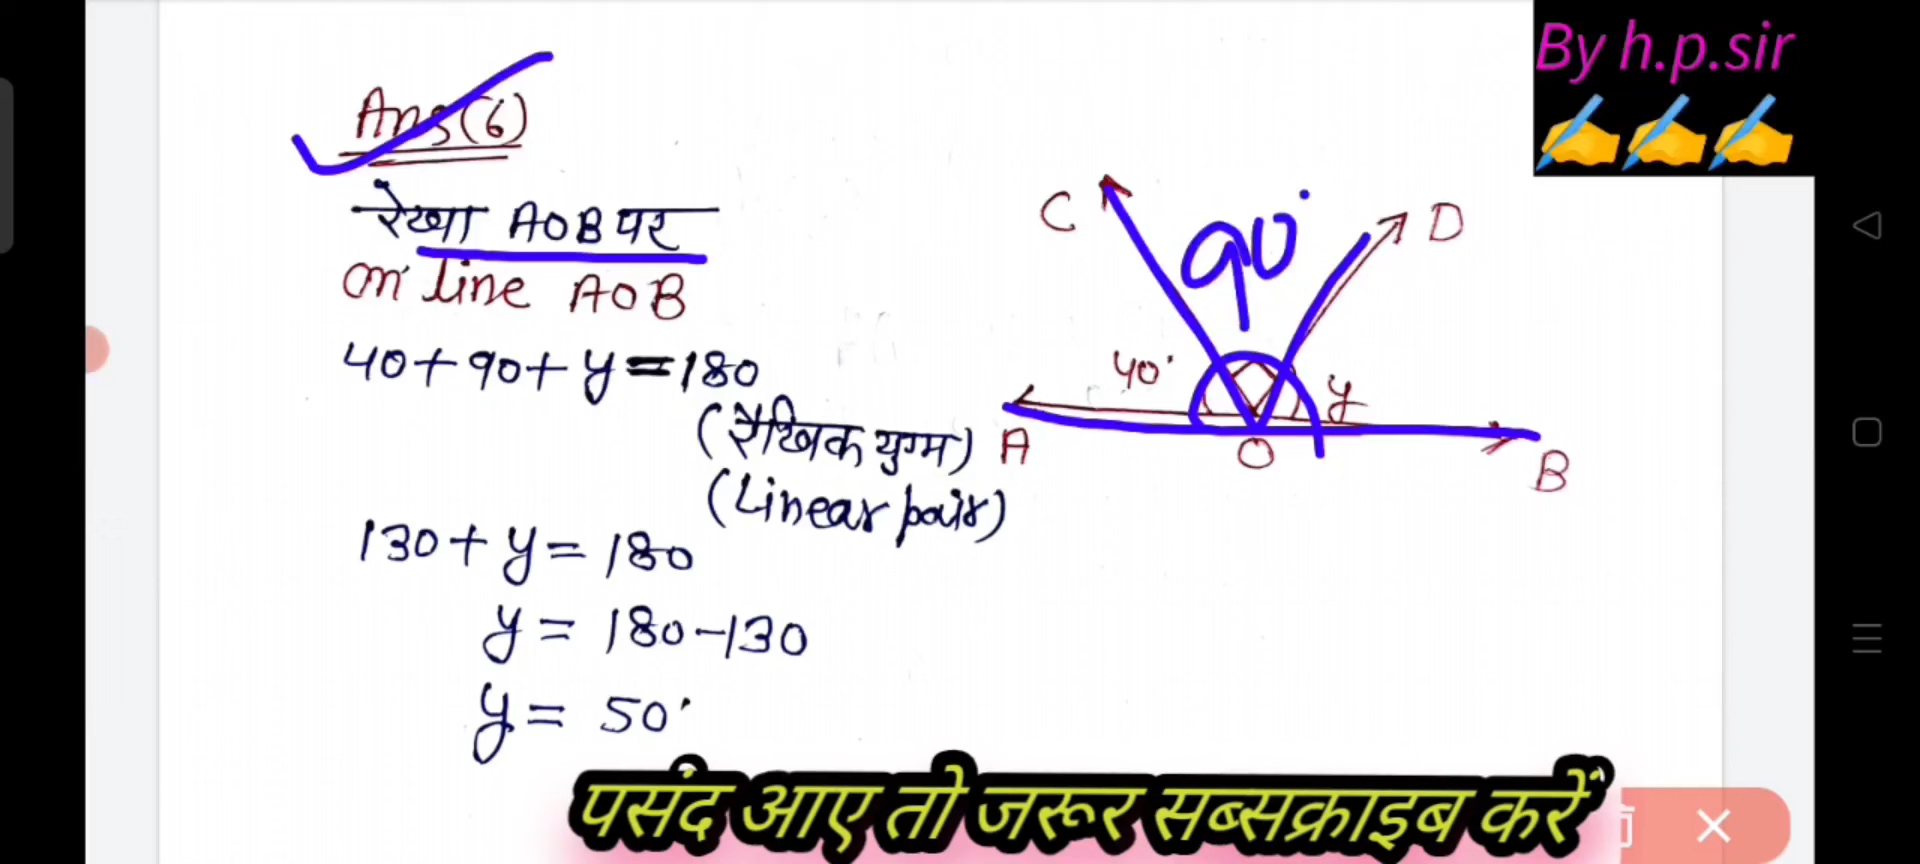 By h.p.sir
Ans(6)
रेखा AOB पर
on line AOB
40+90+y=180
(रैखिक युग्म)
(Linear pair)
130+y=180
y=180-130
y=50°
C
90°
D
40°
y
A
O
B
पसंद आए तो जरूर सब्सक्राइब करें